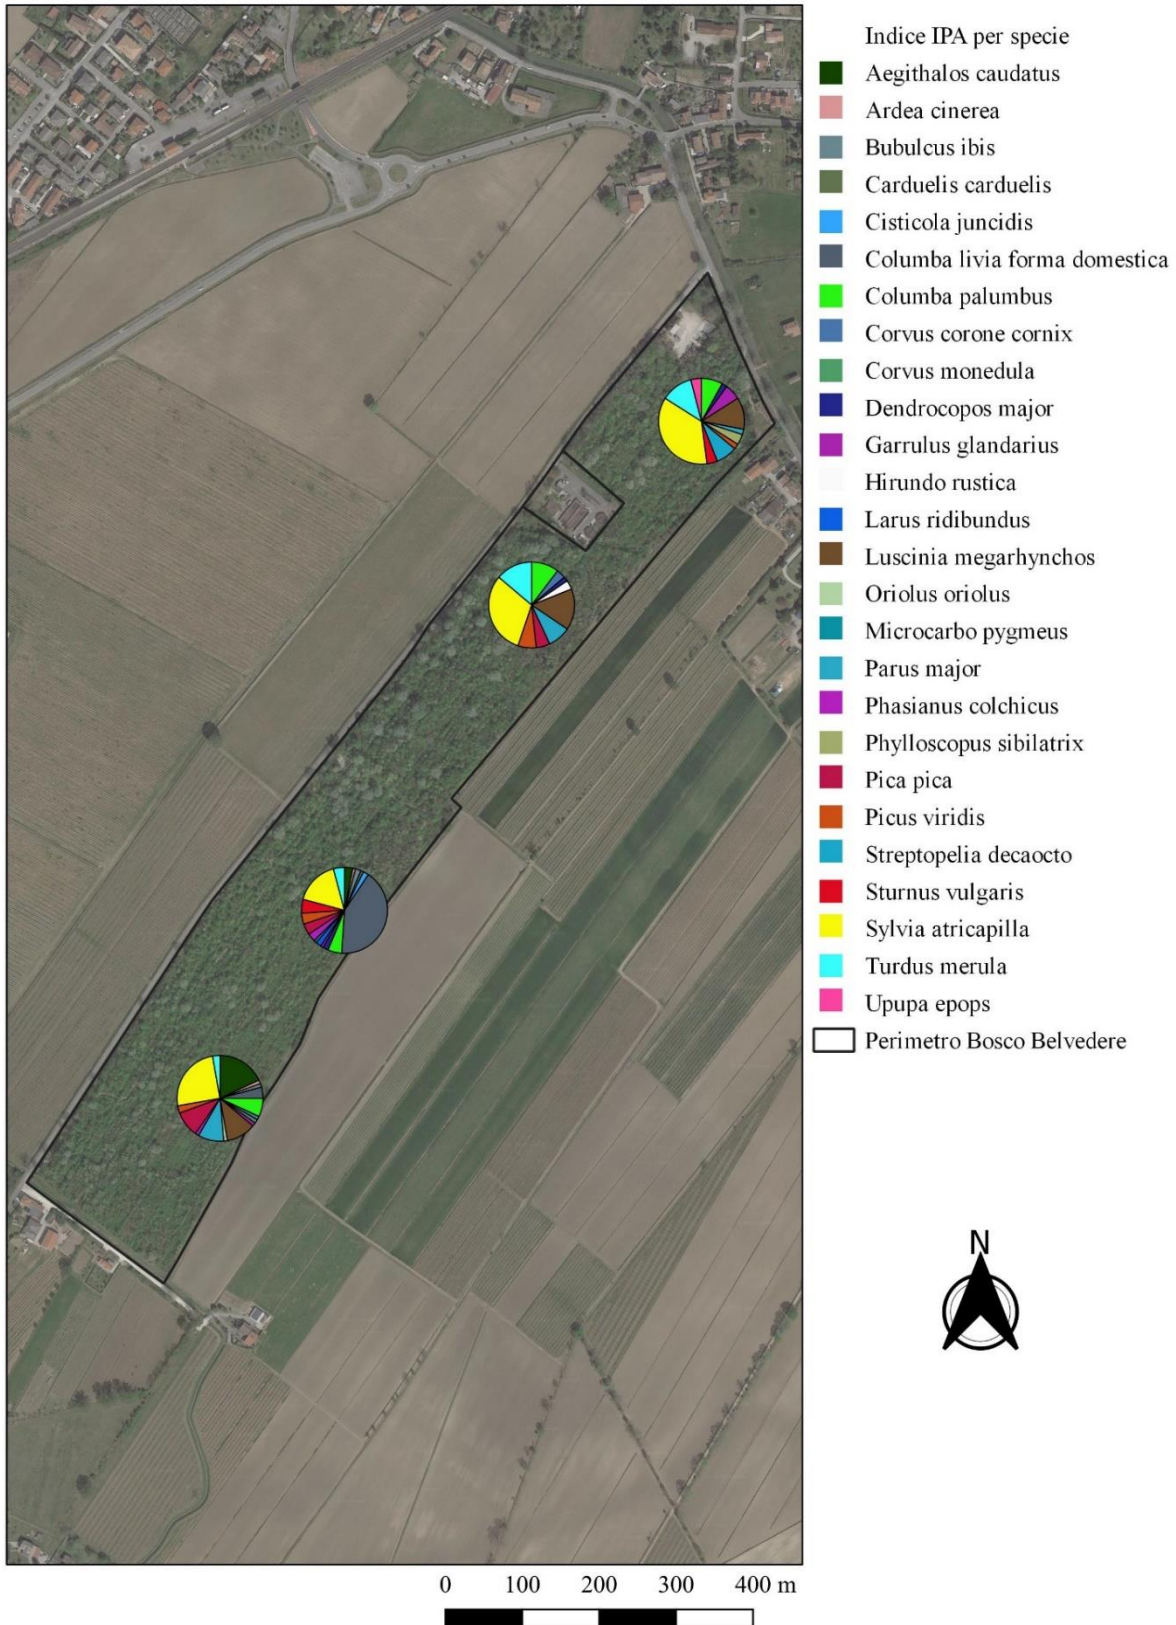 Indice IPA per specie
Aegithalos caudatus
Ardea cinerea
Bubulcus ibis
Carduelis carduelis
Cisticola juncidis
Columba livia forma domestica
Columba palumbus
Corvus corone cornix
Corvus monedula
Dendrocopos major
Garrulus glandarius
Hirundo rustica
Larus ridibundus
Luscinia megarhynchos
Oriolus oriolus
Microcarbo pygmeus
Parus major
Phasianus colchicus
Phylloscopus sibilatrix
Pica pica
Picus viridis
Streptopelia decaocto
Sturnus vulgaris
Sylvia atricapilla
Turdus merula
Upupa epops
Perimetro Bosco Belvedere
N
0 100 200 300 400 m